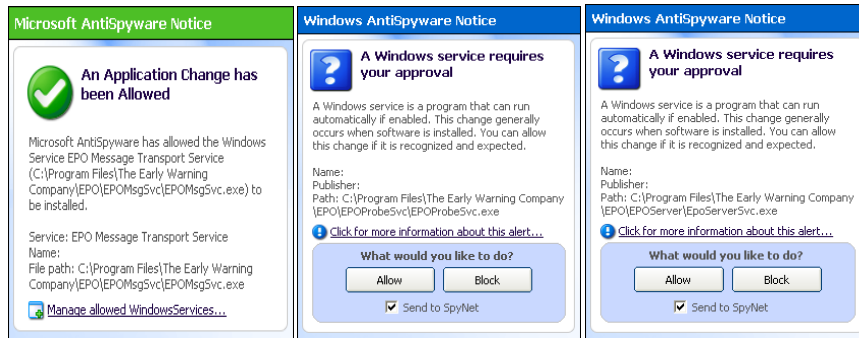 Microsoft AntiSpyware Notice
An Application Change has
been Allowed
Microsoft AntiSpyware has allowed the Windows
Service EPO Message Transport Service
(C:\Program Files\The Early Warning
Company\EPO\EPOMsgSvc\EPOMsgSvc.exe) to
be installed.
Service: EPO Message Transport Service
Name:
File path: C:\Program Files\The Early Warning
Company\EPO\EPOMsgSvc\EPOMsgSvc.exe
Manage allowed WindowsServices...
Windows AntiSpyware Notice
A Windows service requires
your approval
A Windows service is a program that can run
automatically if enabled. This change generally
occurs when software is installed. You can allow
this change if it is recognized and expected.
Name:
Publisher:
Path: C:\Program Files\The Early Warning Company
\EPO\EPOProbeSvc\EPOProbeSvc.exe
Click for more information about this alert...
What would you like to do?
Allow
Block
Send to SpyNet
Windows AntiSpyware Notice
A Windows service requires
your approval
A Windows service is a program that can run
automatically if enabled. This change generally
occurs when software is installed. You can allow
this change if it is recognized and expected.
Name:
Publisher:
Path: C:\Program Files\The Early Warning Company
\EPO\EPOServer\EpoServerSvc.exe
Click for more information about this alert...
What would you like to do?
Allow
Block
Send to SpyNet